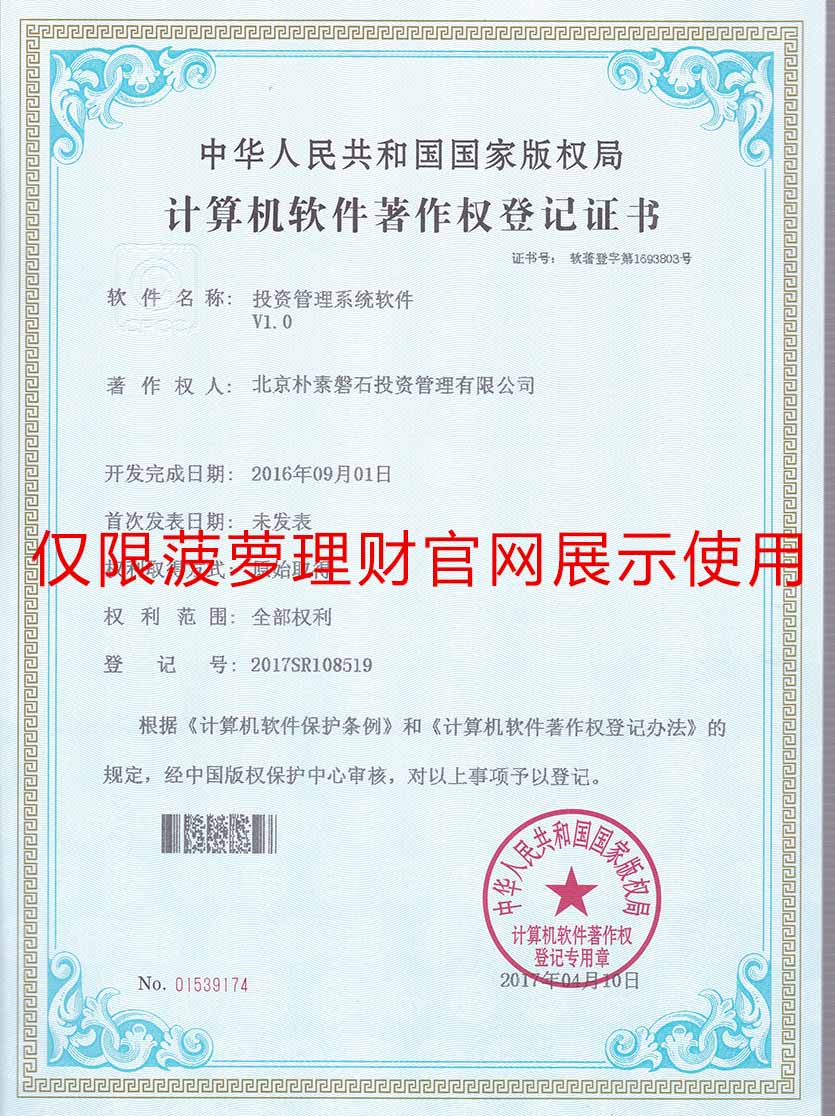 中华人民共和国国家版权局
计算机软件著作权登记证书
证书号： 软著登字第1693803号
软件名称： 投资管理系统软件
V1.0
著作权人： 北京朴素磐石投资管理有限公司
开发完成日期： 2016年09月01日
首次发表日期： 未发表
仅限菠萝理财官网展示使用
权利取得方式： 原始取得
权利范围： 全部权利
登记号： 2017SR108519
根据《计算机软件保护条例》和《计算机软件著作权登记办法》的
规定，经中国版权保护中心审核，对以上事项予以登记。
中华人民共和国国家版权局
计算机软件著作权
登记专用章
No. 01539174
2017年04月10日